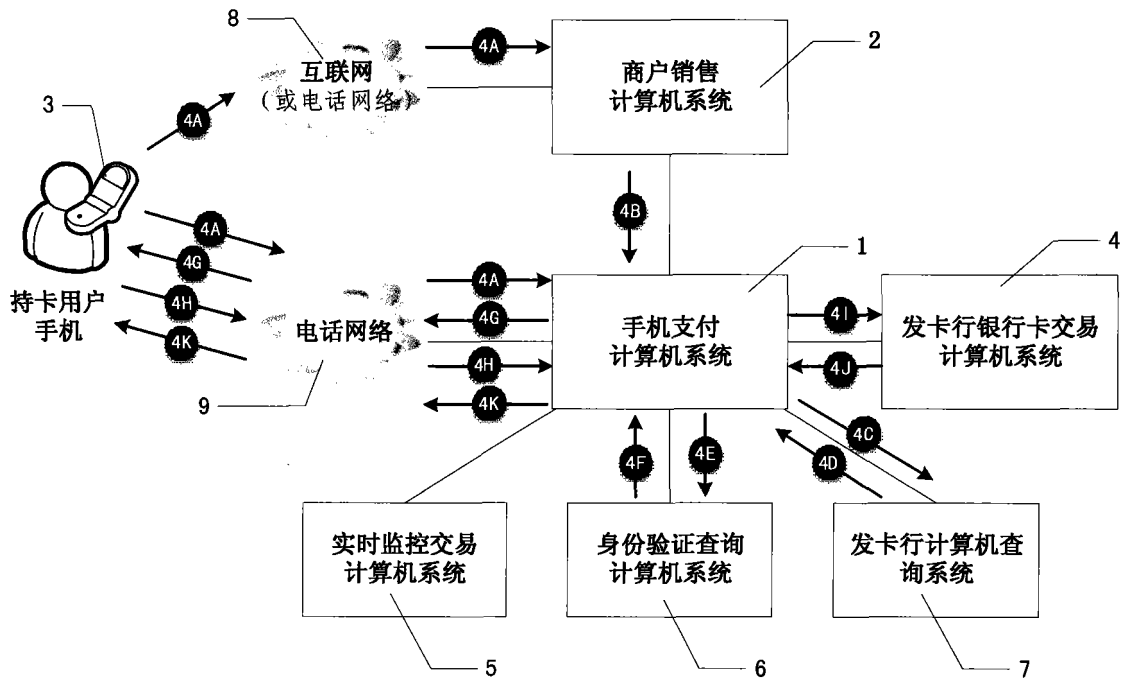 8
4A
2
互联网
(或电话网络)
商户销售
计算机系统
3
4A
4B
4A
1
4
4G
4A
4H
持卡用户
手机
4G
电话网络
手机支付
计算机系统
4I
发卡行银行卡交易
计算机系统
4K
4H
4J
9
4K
4C
4F
4E
4D
实时监控交易
计算机系统
身份验证查询
计算机系统
发卡行计算机查
询系统
5
6
7